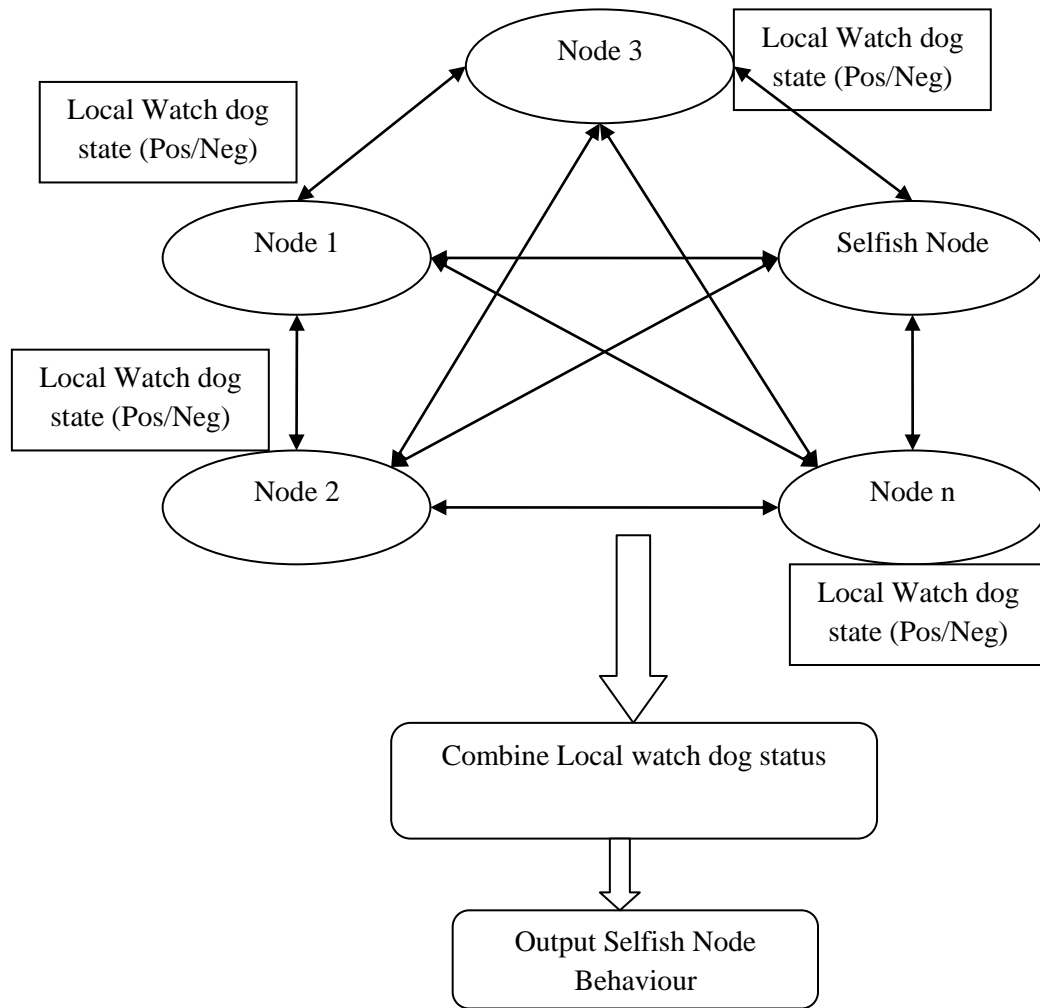 Node 3
Local Watch dog
state (Pos/Neg)
Local Watch dog
state (Pos/Neg)
Node 1
Selfish Node
Local Watch dog
state (Pos/Neg)
Node 2
Node n
Local Watch dog
state (Pos/Neg)
Combine Local watch dog status
Output Selfish Node
Behaviour